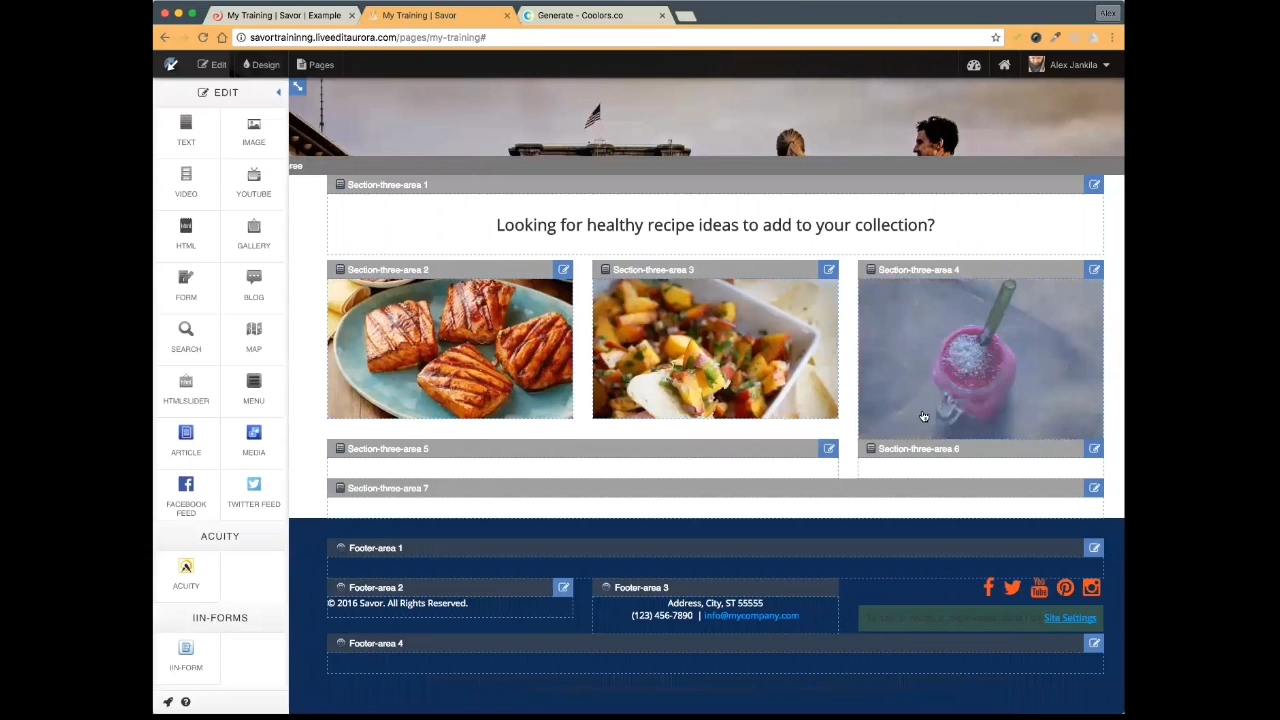 My Training | Savor | Example
My Training | Savor
Generate - Coolors.co
Alex
savortraininng.liveeditaurora.com/pages/my-training#
Edit
Design
Pages
Alex Jankila
EDIT
TEXT
IMAGE
VIDEO
YOUTUBE
HTML
GALLERY
FORM
BLOG
SEARCH
MAP
HTMLSLIDER
MENU
ARTICLE
MEDIA
FACEBOOK
FEED
TWITTER FEED
ACUITY
ACUITY
IIN-FORMS
IIN-FORM
ree
Section-three-area 1
Looking for healthy recipe ideas to add to your collection?
Section-three-area 2
Section-three-area 3
Section-three-area 4
Section-three-area 5
Section-three-area 6
Section-three-area 7
Footer-area 1
Footer-area 2
Footer-area 3
© 2016 Savor. All Rights Reserved.
Address, City, ST 55555
(123) 456-7890 | info@mycompany.com
You Tube
Site Settings
Footer-area 4